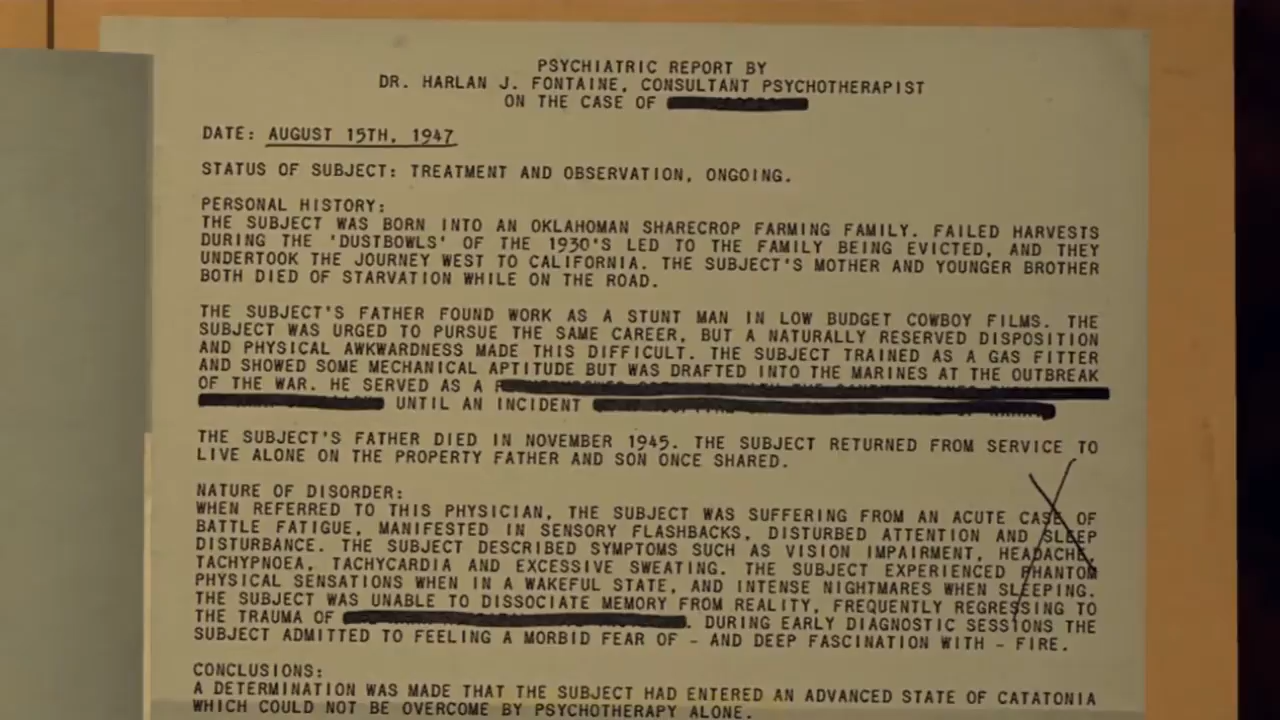 PSYCHIATRIC REPORT BY
DR. HARLAN J. FONTAINE, CONSULTANT PSYCHOTHERAPIST
ON THE CASE OF
DATE: AUGUST 15TH, 1947
STATUS OF SUBJECT: TREATMENT AND OBSERVATION, ONGOING.
PERSONAL HISTORY:
THE SUBJECT WAS BORN INTO AN OKLAHOMAN SHARECROP FARMING FAMILY. FAILED HARVESTS
DURING THE 'DUSTBOWLS' OF THE 1930'S LED TO THE FAMILY BEING EVICTED, AND THEY
UNDERTOOK THE JOURNEY WEST TO CALIFORNIA. THE SUBJECT'S MOTHER AND YOUNGER BROTHER
BOTH DIED OF STARVATION WHILE ON THE ROAD.
THE SUBJECT'S FATHER FOUND WORK AS A STUNT MAN IN LOW BUDGET COWBOY FILMS. THE
SUBJECT WAS URGED TO PURSUE THE SAME CAREER, BUT A NATURALLY RESERVED DISPOSITION
AND PHYSICAL AWKWARDNESS MADE THIS DIFFICULT. THE SUBJECT TRAINED AS A GAS FITTER
AND SHOWED SOME MECHANICAL APTITUDE BUT WAS DRAFTED INTO THE MARINES AT THE OUTBREAK
OF THE WAR. HE SERVED AS A
UNTIL AN INCIDENT
THE SUBJECT'S FATHER DIED IN NOVEMBER 1945. THE SUBJECT RETURNED FROM SERVICE TO
LIVE ALONE ON THE PROPERTY FATHER AND SON ONCE SHARED.
NATURE OF DISORDER:
WHEN REFERRED TO THIS PHYSICIAN, THE SUBJECT WAS SUFFERING FROM AN ACUTE CASE OF
BATTLE FATIGUE, MANIFESTED IN SENSORY FLASHBACKS, DISTURBED ATTENTION AND SLEEP
DISTURBANCE. THE SUBJECT DESCRIBED SYMPTOMS SUCH AS VISION IMPAIRMENT, HEADACHE,
TACHYPNOEA, TACHYCARDIA AND EXCESSIVE SWEATING. THE SUBJECT EXPERIENCED PHANTOM
PHYSICAL SENSATIONS WHEN IN A WAKEFUL STATE, AND INTENSE NIGHTMARES WHEN SLEEPING.
THE SUBJECT WAS UNABLE TO DISSOCIATE MEMORY FROM REALITY, FREQUENTLY REGRESSING TO
THE TRAUMA OF . DURING EARLY DIAGNOSTIC SESSIONS THE
SUBJECT ADMITTED TO FEELING A MORBID FEAR OF - AND DEEP FASCINATION WITH - FIRE.
CONCLUSIONS:
A DETERMINATION WAS MADE THAT THE SUBJECT HAD ENTERED AN ADVANCED STATE OF CATATONIA
WHICH COULD NOT BE OVERCOME BY PSYCHOTHERAPY ALONE.